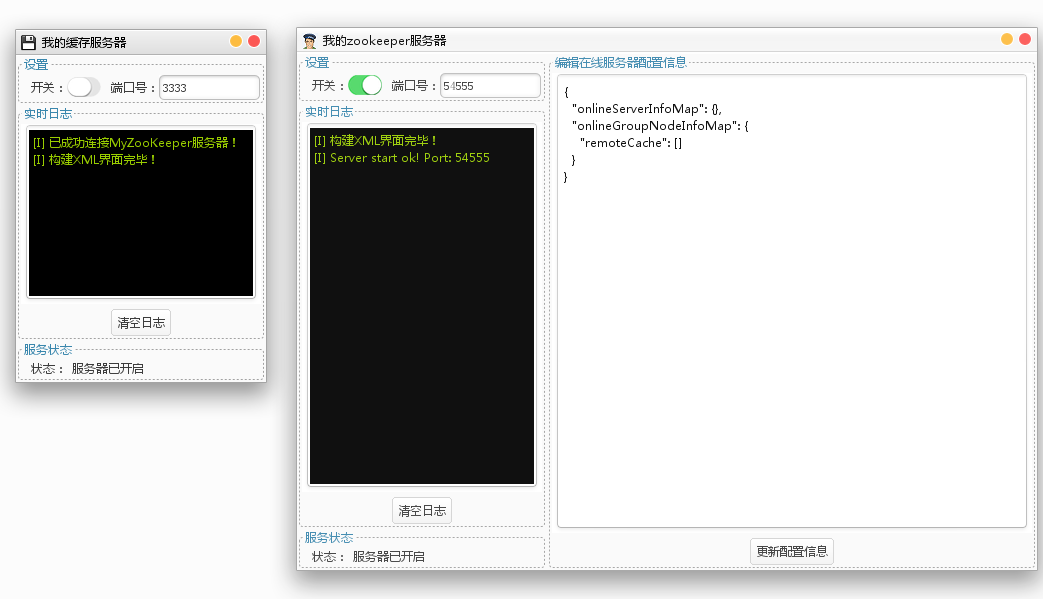 我的缓存服务器
设置
开关： 端口号： 3333
实时日志
[I] 已成功连接MyZooKeeper服务器！
[I] 构建XML界面完毕！
清空日志
服务状态
状态： 服务器已开启
我的zookeeper服务器
设置
开关： 端口号： 54555
实时日志
[I] 构建XML界面完毕！
[I] Server start ok! Port: 54555
清空日志
服务状态
状态： 服务器已开启
编辑在线服务器配置信息
{
"onlineServerInfoMap": {},
"onlineGroupNodeInfoMap": {
"remoteCache": []
}
}
更新配置信息